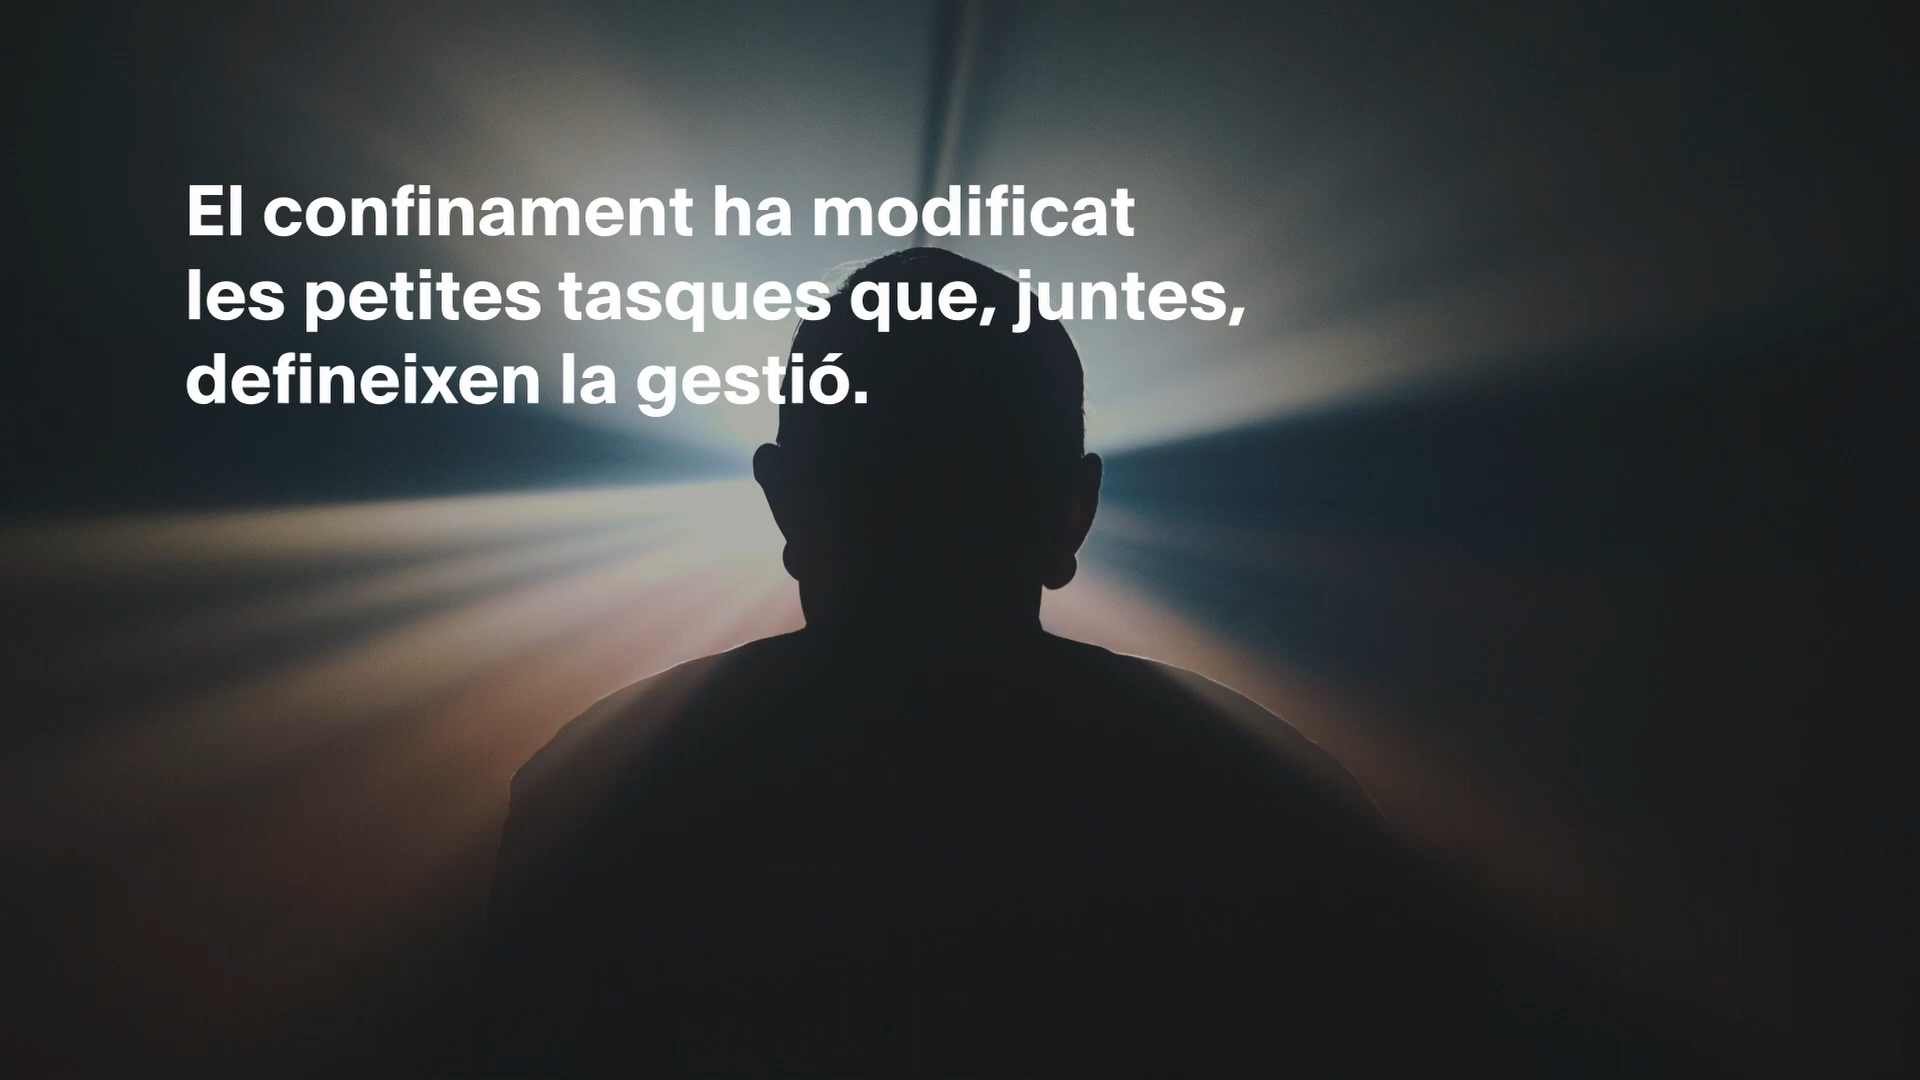 El confinament ha modificat
les petites tasques que, juntes,
defineixen la gestió.